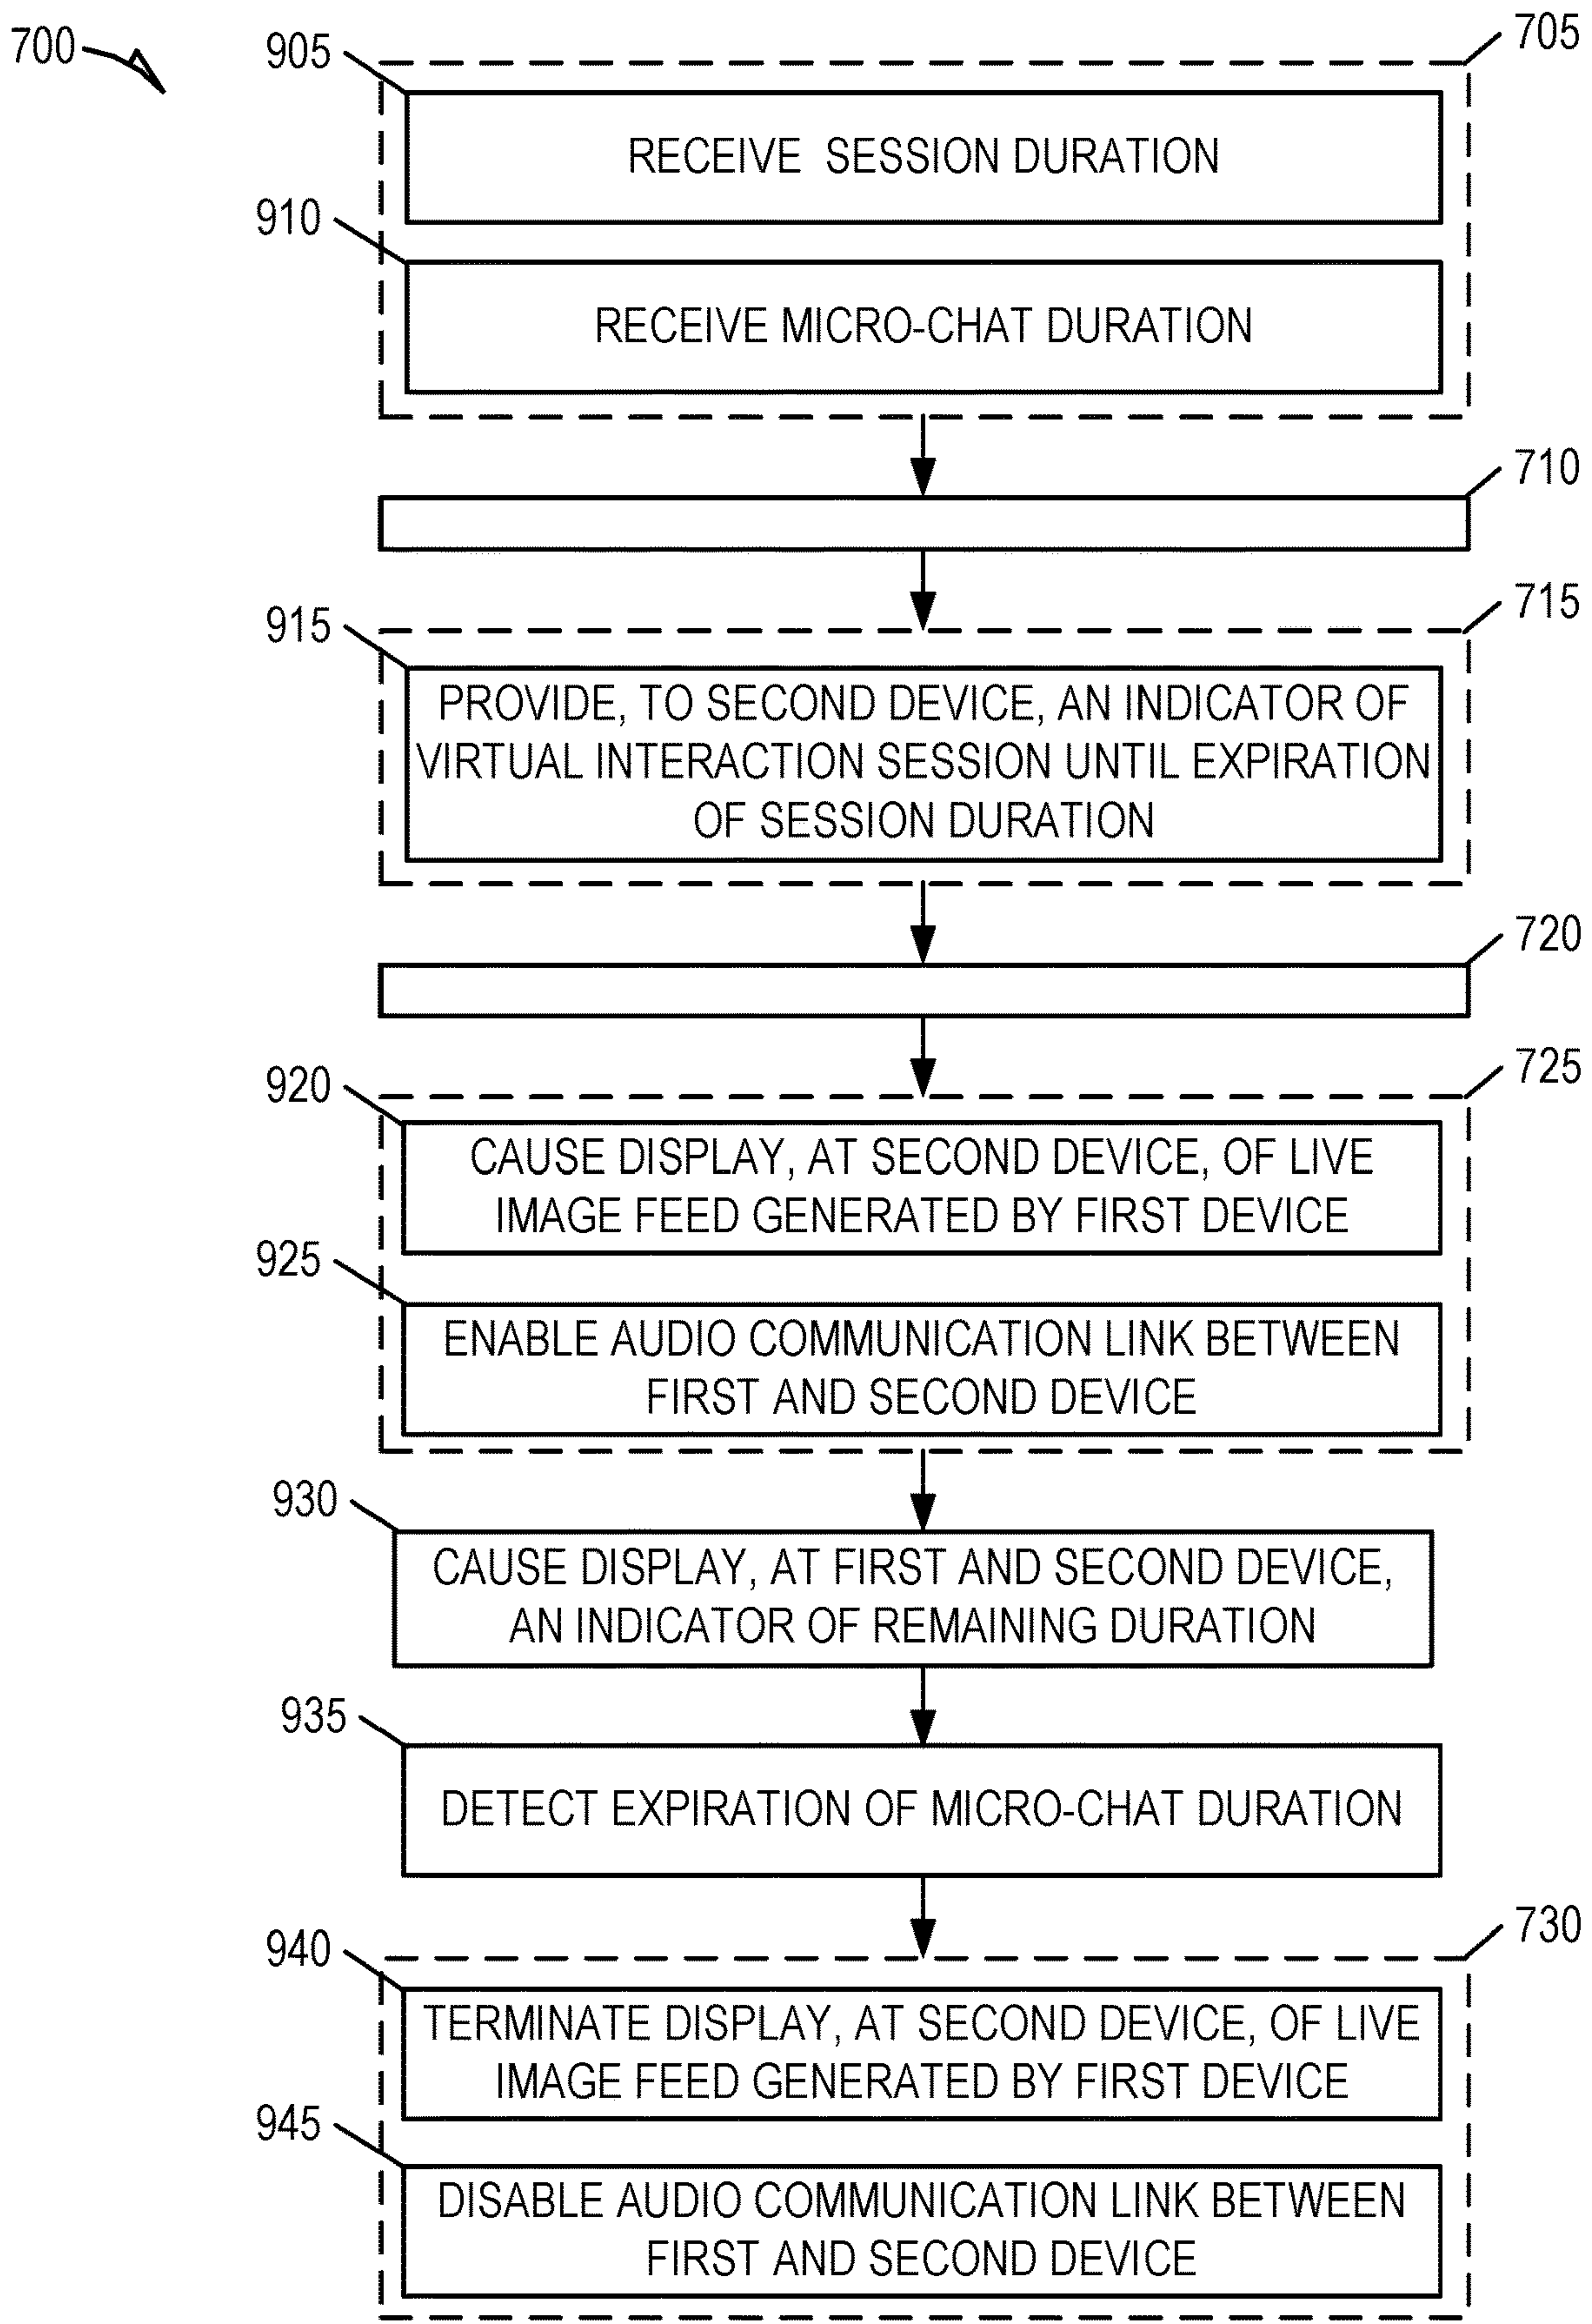 700
905
705
RECEIVE SESSION DURATION
910
RECEIVE MICRO-CHAT DURATION
710
715
915
PROVIDE, TO SECOND DEVICE, AN INDICATOR OF
VIRTUAL INTERACTION SESSION UNTIL EXPIRATION
OF SESSION DURATION
720
725
920
CAUSE DISPLAY, AT SECOND DEVICE, OF LIVE
IMAGE FEED GENERATED BY FIRST DEVICE
925
ENABLE AUDIO COMMUNICATION LINK BETWEEN
FIRST AND SECOND DEVICE
930
CAUSE DISPLAY, AT FIRST AND SECOND DEVICE,
AN INDICATOR OF REMAINING DURATION
935
DETECT EXPIRATION OF MICRO-CHAT DURATION
730
940
TERMINATE DISPLAY, AT SECOND DEVICE, OF LIVE
IMAGE FEED GENERATED BY FIRST DEVICE
945
DISABLE AUDIO COMMUNICATION LINK BETWEEN
FIRST AND SECOND DEVICE